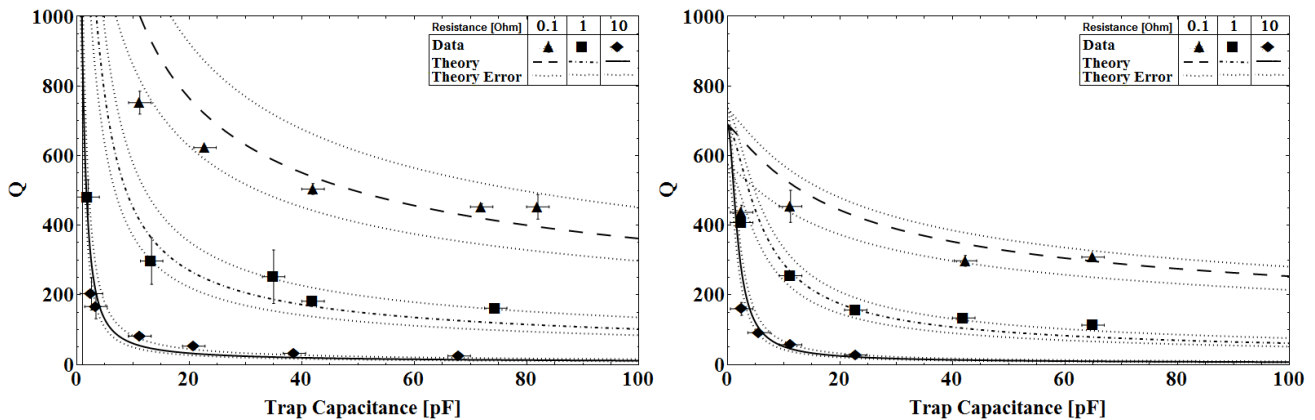 Resistance [Ohm] 0.1 1 10
Data
Theory
Theory Error
1000
800
600
400
200
0
Q
0 20 40 60 80 100
Trap Capacitance [pF]
Resistance [Ohm] 0.1 1 10
Data
Theory
Theory Error
1000
800
600
400
200
0
Q
0 20 40 60 80 100
Trap Capacitance [pF]